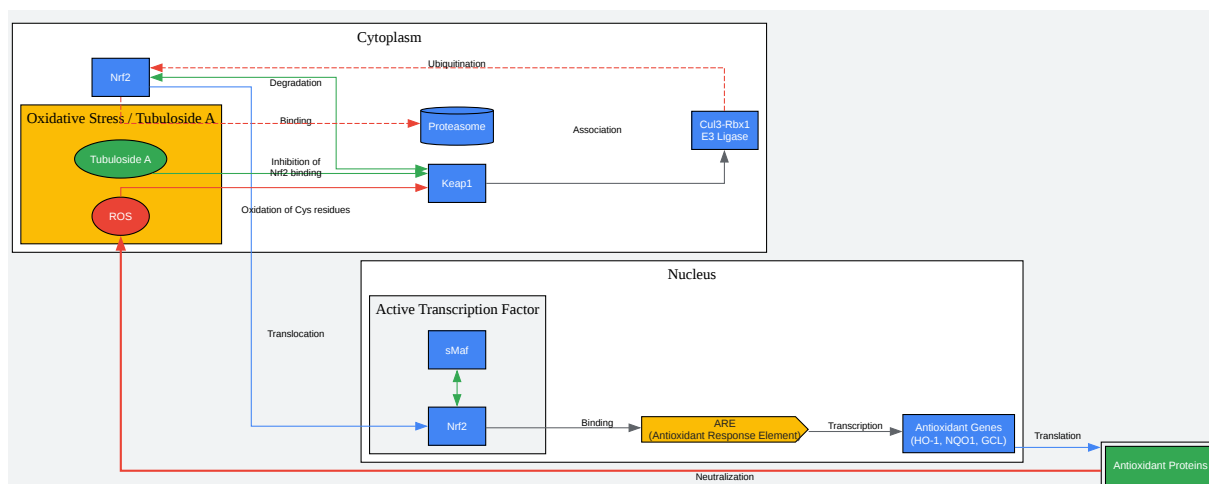 Cytoplasm
Ubiquitination
Nrf2
Degradation
Oxidative Stress / Tubuloside A
Binding
Proteasome
Association
Cul3-Rbx1
E3 Ligase
Tubuloside A
Inhibition of
Nrf2 binding
Keap1
Oxidation of Cys residues
ROS
Nucleus
Active Transcription Factor
Translocation
sMaf
Nrf2
Binding
ARE
(Antioxidant Response Element)
Transcription
Antioxidant Genes
(HO-1, NQO1, GCL)
Translation
Antioxidant Proteins
Neutralization